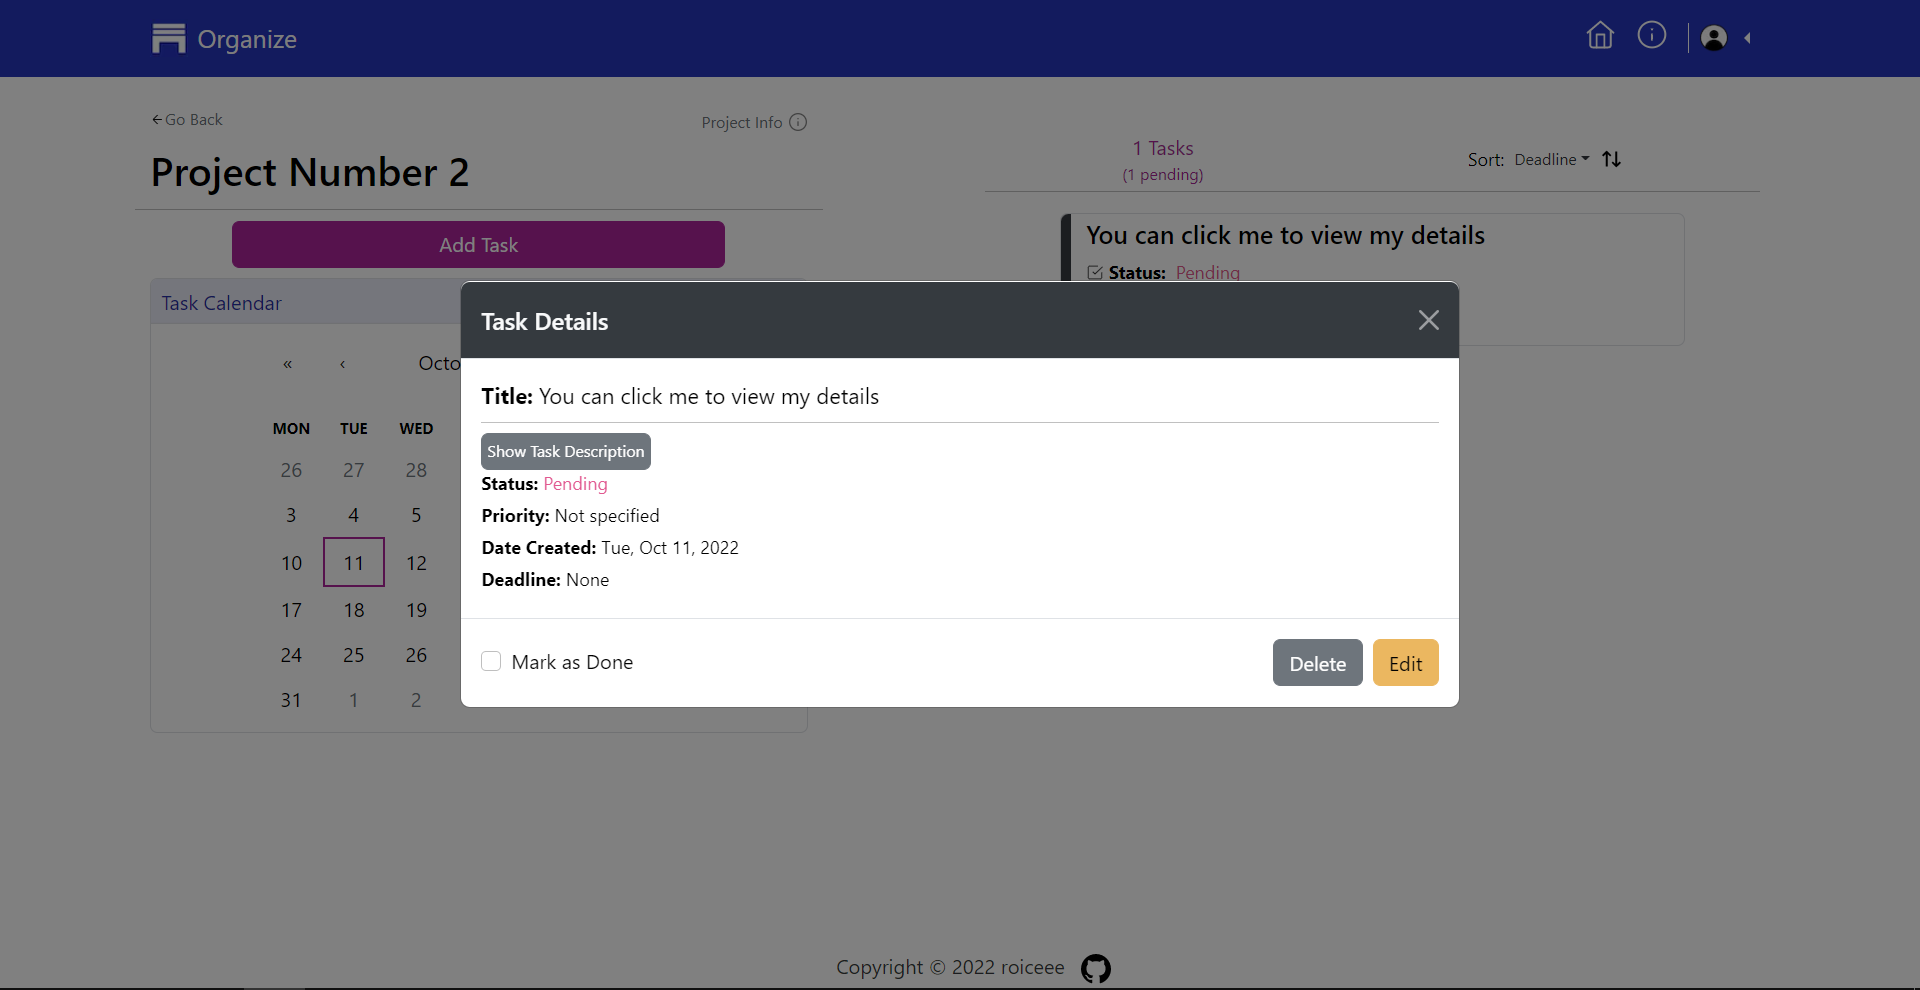 Organize
Go Back
Project Info
Project Number 2
1 Tasks
(1 pending)
Sort: Deadline
Add Task
You can click me to view my details
Status: Pending
Task Calendar
« ‹ Octo
MON TUE WED
26 27 28
3 4 5
10 11 12
17 18 19
24 25 26
31 1 2
Task Details
Title: You can click me to view my details
Show Task Description
Status: Pending
Priority: Not specified
Date Created: Tue, Oct 11, 2022
Deadline: None
Mark as Done
Delete Edit
Copyright © 2022 roiceee